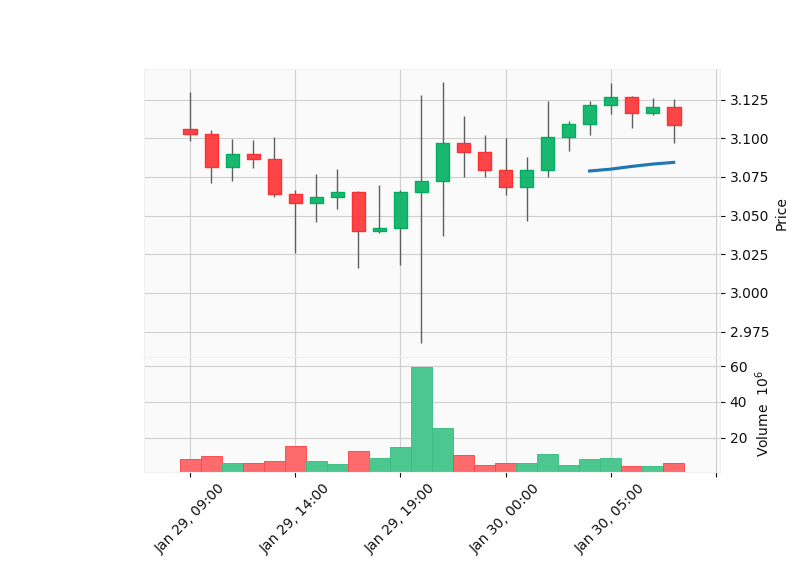 3.125
3.100
3.075
3.050
3.025
3.000
2.975
Price
60
40
20
Volume 10^6
Jan 29, 09:00
Jan 29, 14:00
Jan 29, 19:00
Jan 30, 00:00
Jan 30, 05:00